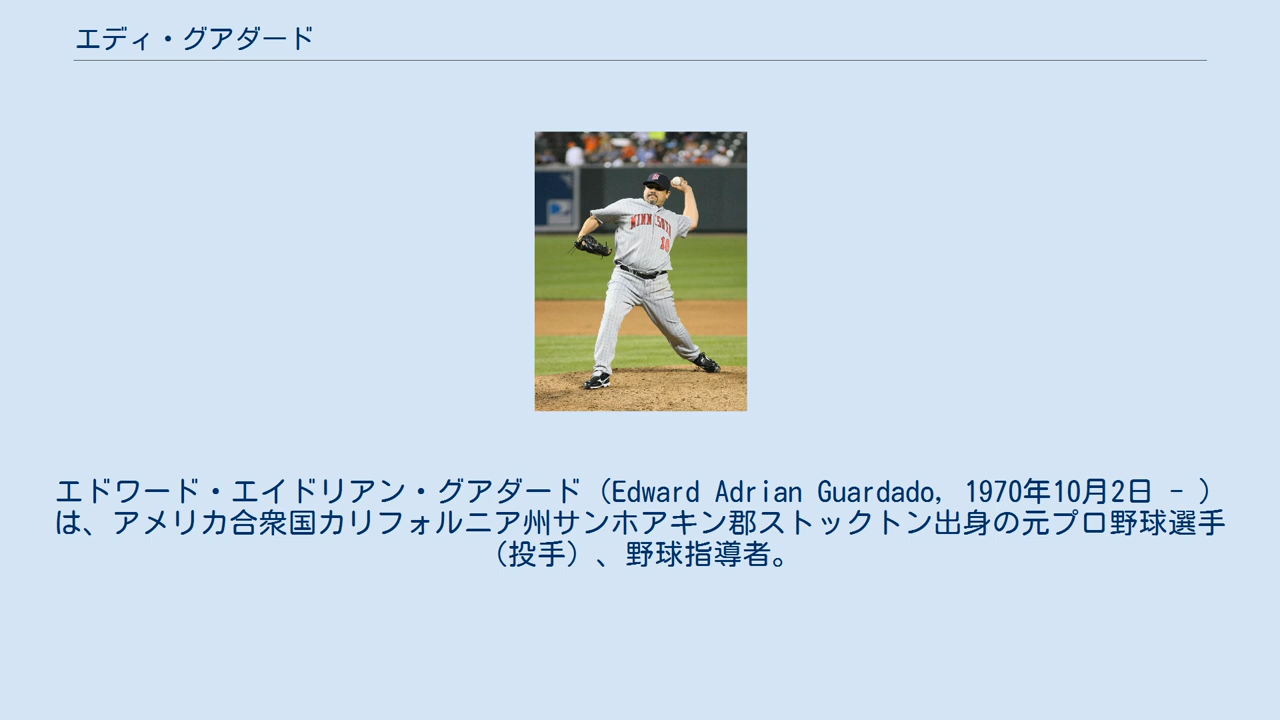 エディ・グアダード
MINNESOTA
18
エドワード・エイドリアン・グアダード（Edward Adrian Guardado, 1970年10月2日 - ）
は、アメリカ合衆国カリフォルニア州サンホアキン郡ストックトン出身の元プロ野球選手
（投手）、野球指導者。